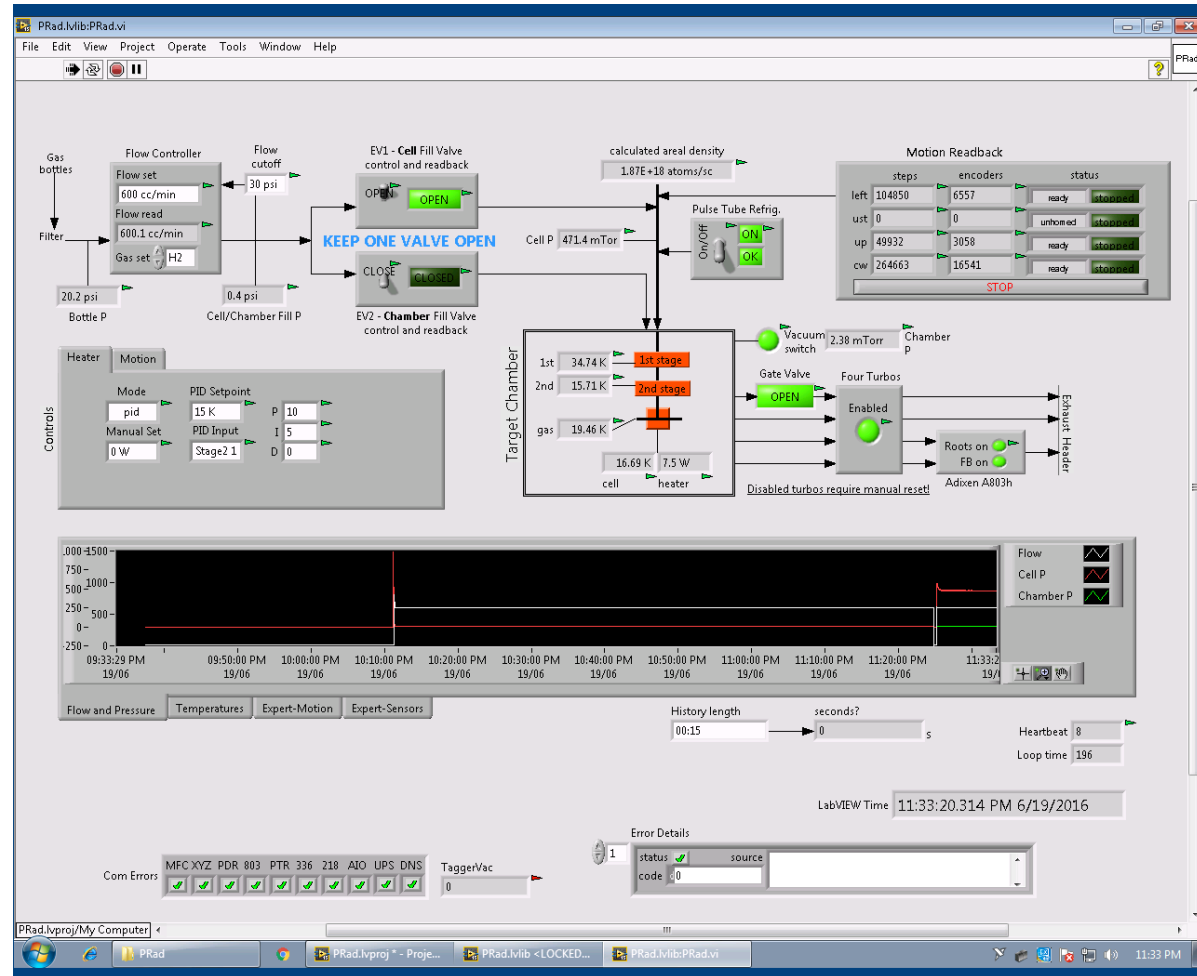 PRad.lvlib:PRad.vi
File Edit View Project Operate Tools Window Help
PRad
Gas bottles
Filter
Flow Controller
Flow set
600 cc/min
Flow read
600.1 cc/min
Gas set H2
Flow cutoff
30 psi
20.2 psi
Bottle P
0.4 psi
Cell/Chamber Fill P
EV1 - Cell Fill Valve
control and readback
OPEN OPEN
KEEP ONE VALVE OPEN
CLOSE CLOSED
EV2 - Chamber Fill Valve
control and readback
calculated areal density
1.87E+18 atoms/sc
Cell P 471.4 mTor
Pulse Tube Refrig.
On/Off
ON
OK
Motion Readback
steps encoders status
left 104850 6557 ready stopped
ust 0 0 unhomed stopped
up 49932 3058 ready stopped
cw 264663 16541 ready stopped
STOP
Controls
Heater Motion
Mode
pid
Manual Set
0 W
PID Setpoint
15 K
PID Input
Stage2 1
P 10
I 5
D 0
Target Chamber
1st 34.74 K 1st stage
2nd 15.71 K 2nd stage
gas 19.46 K
16.69 K 7.5 W
cell heater
Vacuum switch
2.38 mTorr
Chamber P
Gate Valve
OPEN
Four Turbos
Enabled
Roots on
FB on
Adixen A803h
Exhaust Header
Disabled turbos require manual reset!
750
500
250
0
-250
1500
1000
500
0
09:33:29 PM 09:50:00 PM 10:00:00 PM 10:10:00 PM 10:20:00 PM 10:30:00 PM 10:40:00 PM 10:50:00 PM 11:00:00 PM 11:10:00 PM 11:20:00 PM 11:33:2
19/06 19/06 19/06 19/06 19/06 19/06 19/06 19/06 19/06 19/06 19/06 19/
Flow
Cell P
Chamber P
Flow and Pressure Temperatures Expert-Motion Expert-Sensors
History length
00:15
seconds?
0 s
Heartbeat 8
Loop time 196
LabVIEW Time 11:33:20.314 PM 6/19/2016
Com Errors
MFC XYZ PDR 803 PTR 336 218 AIO UPS DNS
TaggerVac
0
Error Details
1
status source
code 0
PRad.lvproj/My Computer
PRad
PRad.lvproj * - Proje...
PRad.lvlib <LOCKED...
PRad.lvlib:PRad.vi
11:33 PM